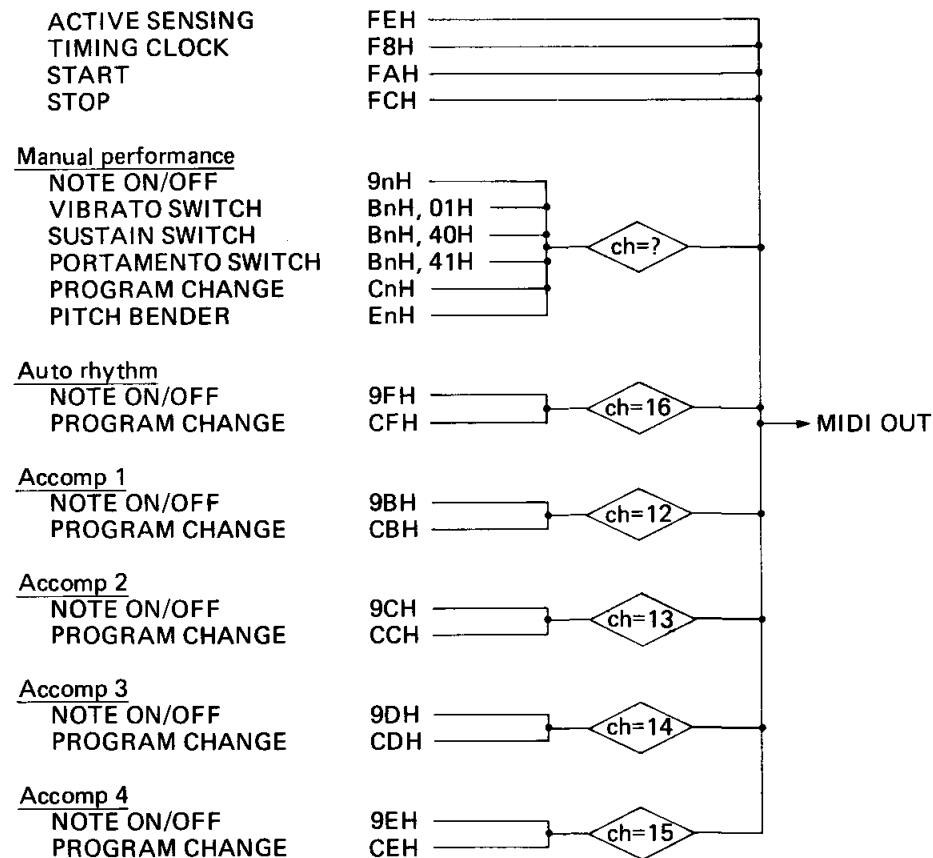 ACTIVE SENSING FEH
TIMING CLOCK F8H
START FAH
STOP FCH
Manual performance
NOTE ON/OFF 9nH
VIBRATO SWITCH BnH, 01H
SUSTAIN SWITCH BnH, 40H ch=?
PORTAMENTO SWITCH BnH, 41H
PROGRAM CHANGE CnH
PITCH BENDER EnH
Auto rhythm
NOTE ON/OFF 9FH ch=16
PROGRAM CHANGE CFH MIDI OUT
Accomp 1
NOTE ON/OFF 9BH ch=12
PROGRAM CHANGE CBH
Accomp 2
NOTE ON/OFF 9CH ch=13
PROGRAM CHANGE CCH
Accomp 3
NOTE ON/OFF 9DH ch=14
PROGRAM CHANGE CDH
Accomp 4
NOTE ON/OFF 9EH ch=15
PROGRAM CHANGE CEH